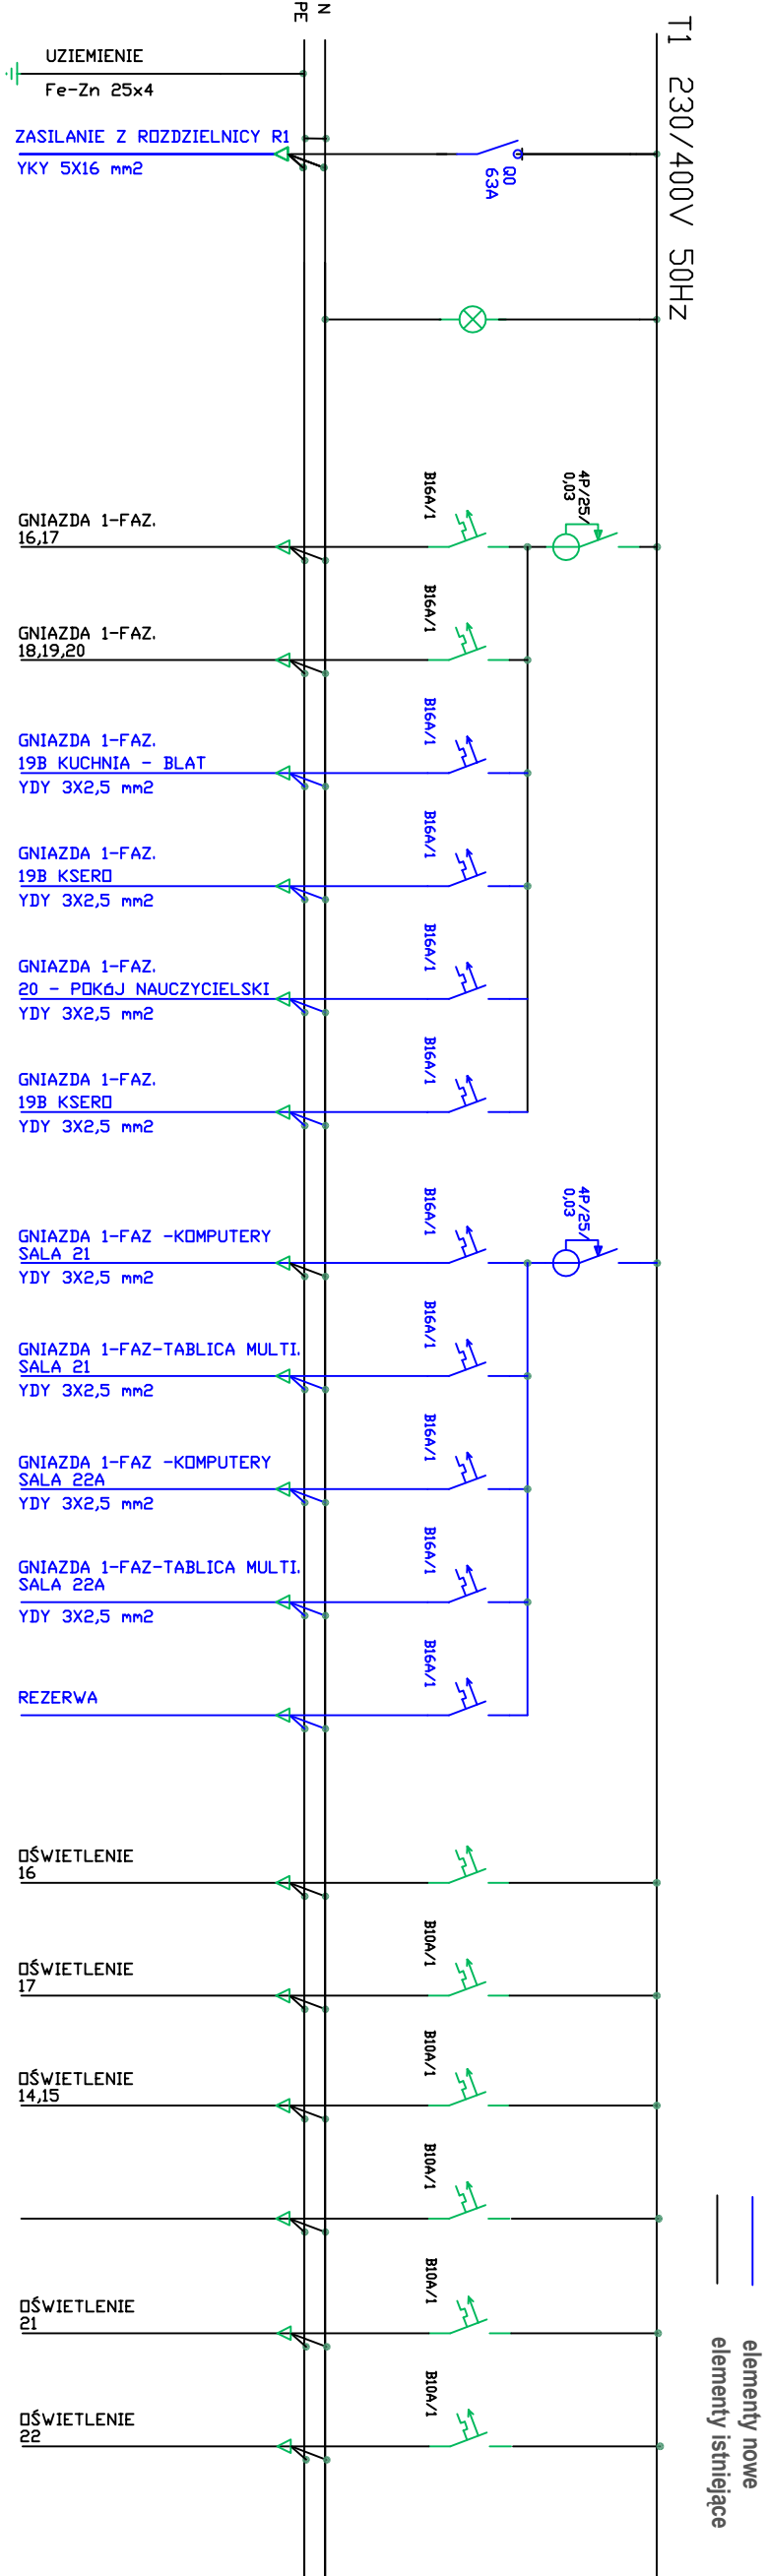 T1 230/400V 50Hz
N
PE
UZIEMIENIE
Fe-Zn 25x4
ZASILANIE Z ROZDZIELNICY R1
YKY 5X16 mm2
Q0
63A
4P/25/
0,03
B16A/1
GNIAZDA 1-FAZ.
16,17
B16A/1
GNIAZDA 1-FAZ.
18,19,20
B16A/1
GNIAZDA 1-FAZ.
19B KUCHNIA - BLAT
YDY 3X2,5 mm2
B16A/1
GNIAZDA 1-FAZ.
19B KSERO
YDY 3X2,5 mm2
B16A/1
GNIAZDA 1-FAZ.
20 - POKóJ NAUCZYCIELSKI
YDY 3X2,5 mm2
B16A/1
GNIAZDA 1-FAZ.
19B KSERO
YDY 3X2,5 mm2
4P/25/
0,03
B16A/1
GNIAZDA 1-FAZ -KOMPUTERY
SALA 21
YDY 3X2,5 mm2
B16A/1
GNIAZDA 1-FAZ-TABLICA MULTI.
SALA 21
YDY 3X2,5 mm2
B16A/1
GNIAZDA 1-FAZ -KOMPUTERY
SALA 22A
YDY 3X2,5 mm2
B16A/1
GNIAZDA 1-FAZ-TABLICA MULTI.
SALA 22A
YDY 3X2,5 mm2
B16A/1
REZERWA
OŚWIETLENIE
16
B10A/1
OŚWIETLENIE
17
B10A/1
OŚWIETLENIE
14,15
B10A/1
B10A/1
OŚWIETLENIE
21
B10A/1
OŚWIETLENIE
22
elementy nowe
elementy istniejące